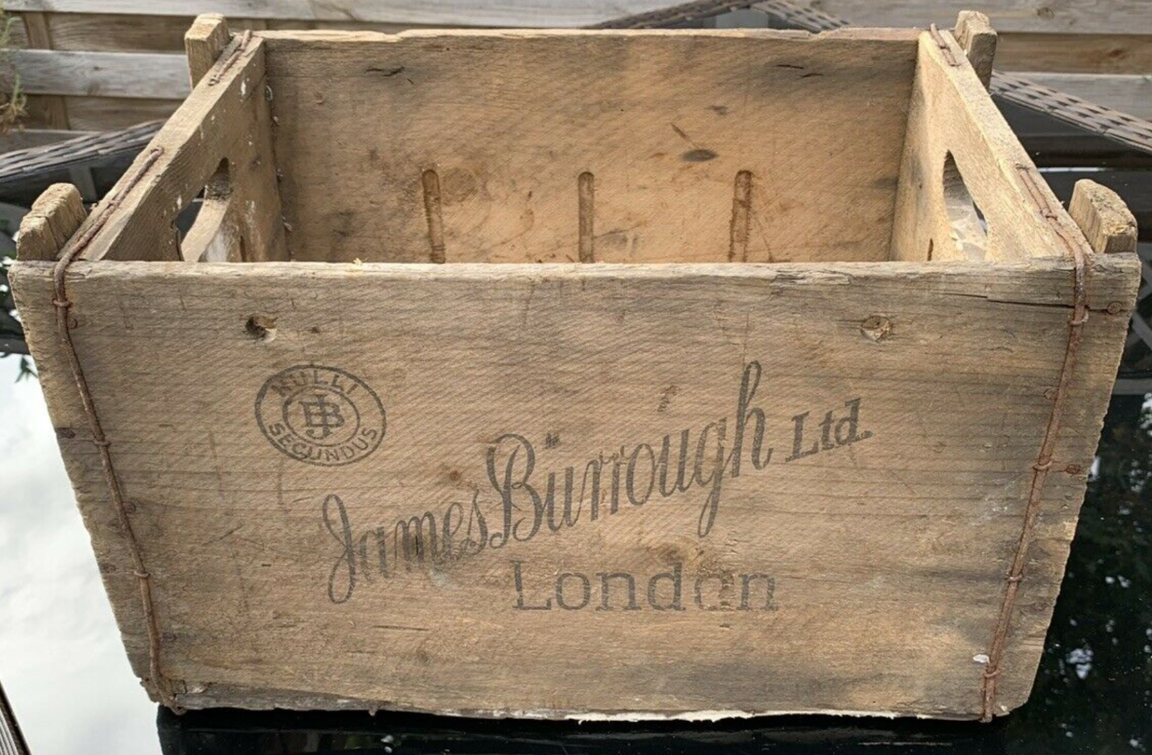 NULLI
JB
SECUNDUS
James Burrough Ltd.
London